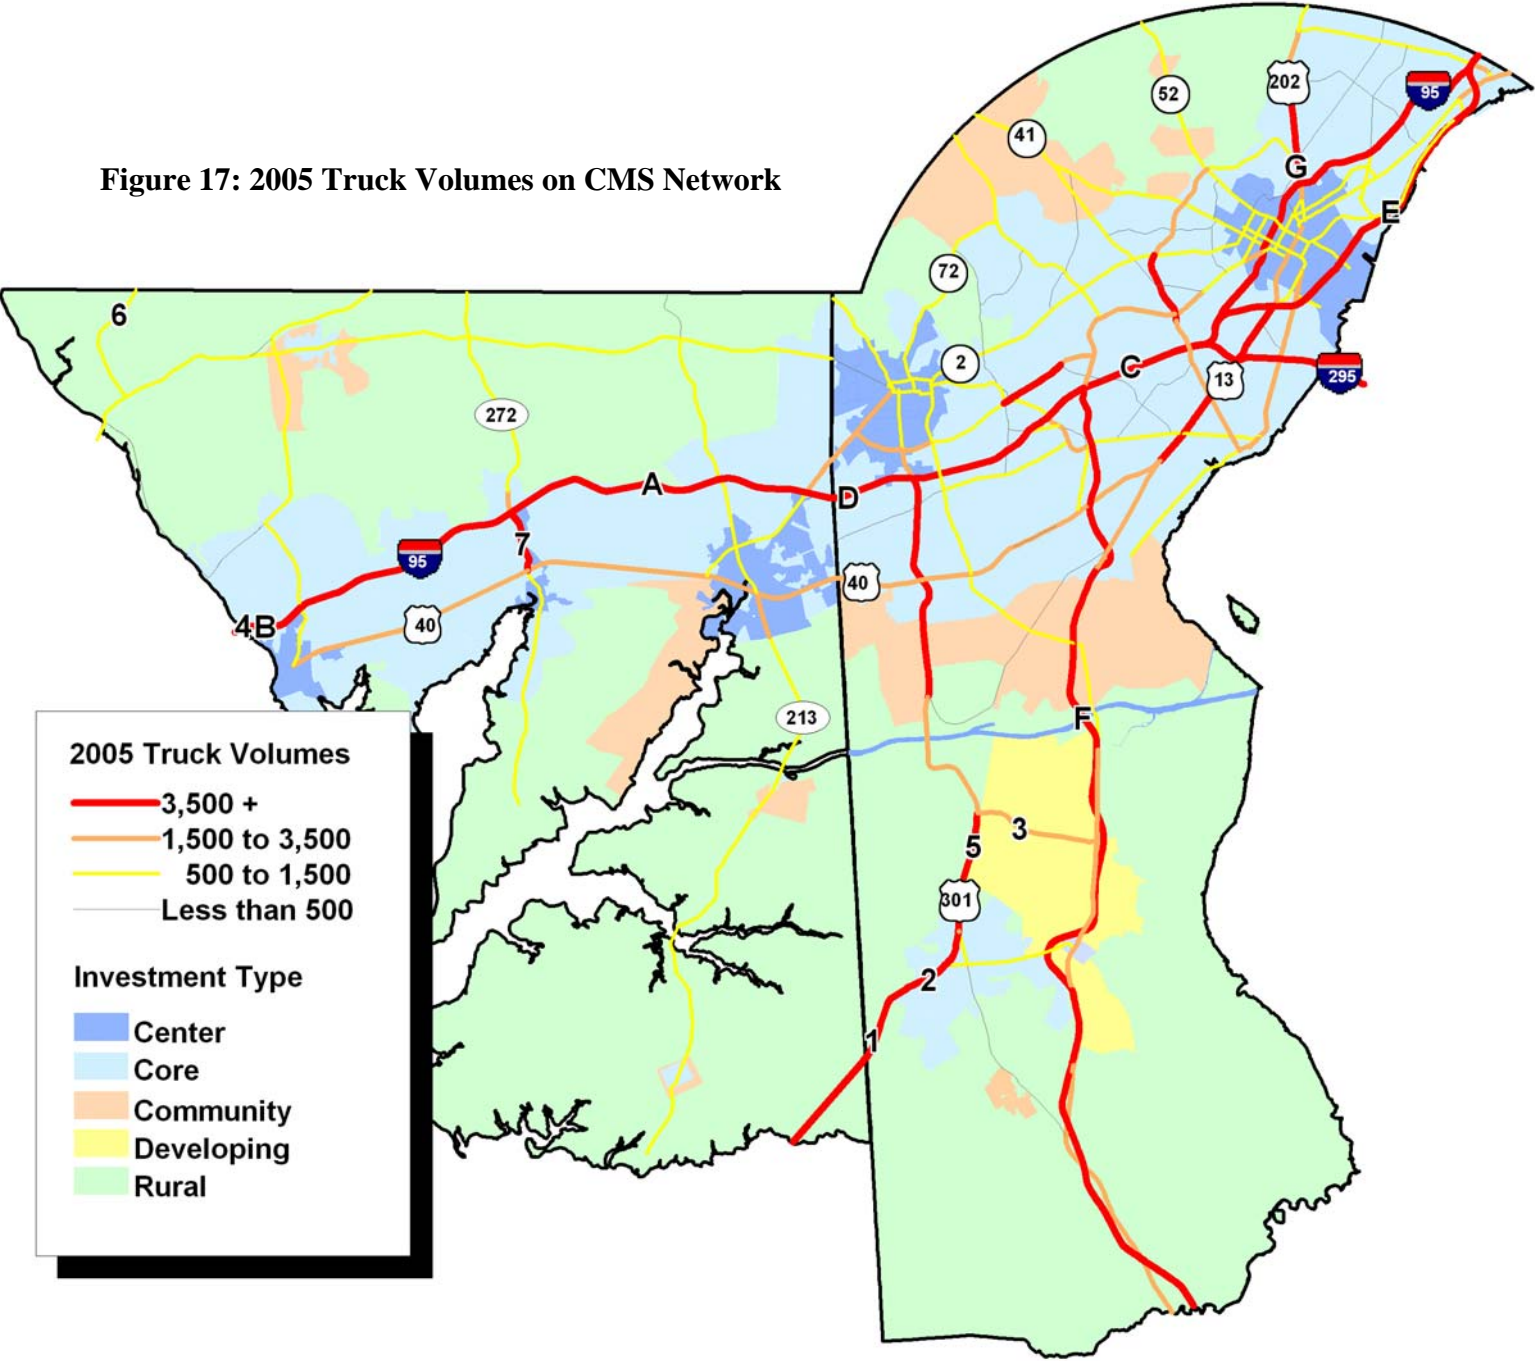 Figure 17: 2005 Truck Volumes on CMS Network
52
202
95
41
G
E
72
6
2
C
13
295
272
A
D
7
95
40
4B
40
213
F
3
5
301
2
1
2005 Truck Volumes
3,500 +
1,500 to 3,500
500 to 1,500
Less than 500
Investment Type
Center
Core
Community
Developing
Rural